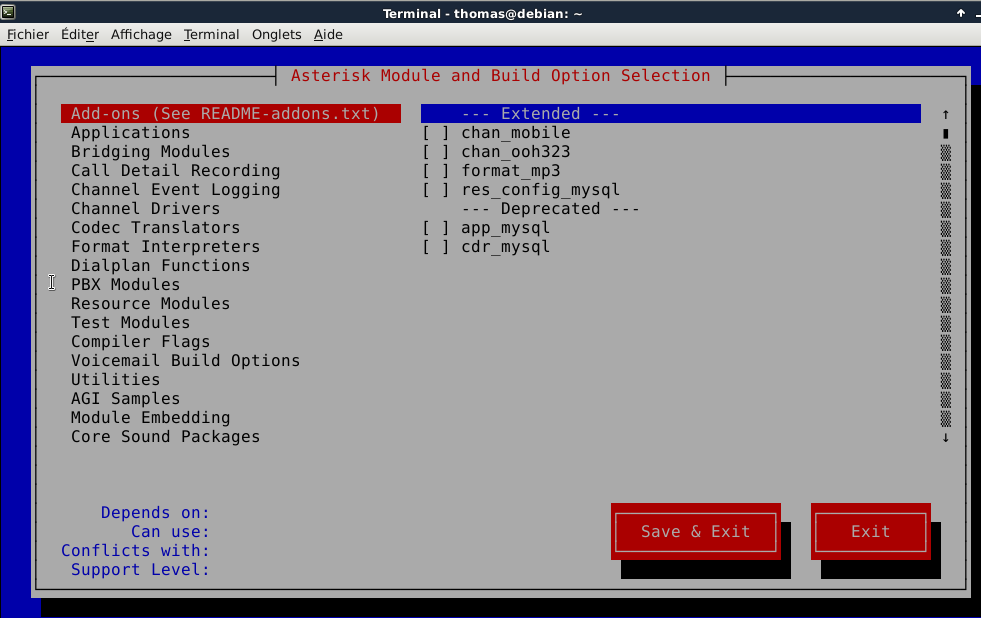 Terminal - thomas@debian: ~
Fichier Éditer Affichage Terminal Onglets Aide
Asterisk Module and Build Option Selection
Add-ons (See README-addons.txt) --- Extended ---
Applications [ ] chan_mobile
Bridging Modules [ ] chan_ooh323
Call Detail Recording [ ] format_mp3
Channel Event Logging [ ] res_config_mysql
Channel Drivers --- Deprecated ---
Codec Translators [ ] app_mysql
Format Interpreters [ ] cdr_mysql
Dialplan Functions
PBX Modules
Resource Modules
Test Modules
Compiler Flags
Voicemail Build Options
Utilities
AGI Samples
Module Embedding
Core Sound Packages
Depends on:
Can use:
Conflicts with:
Support Level:
Save & Exit Exit